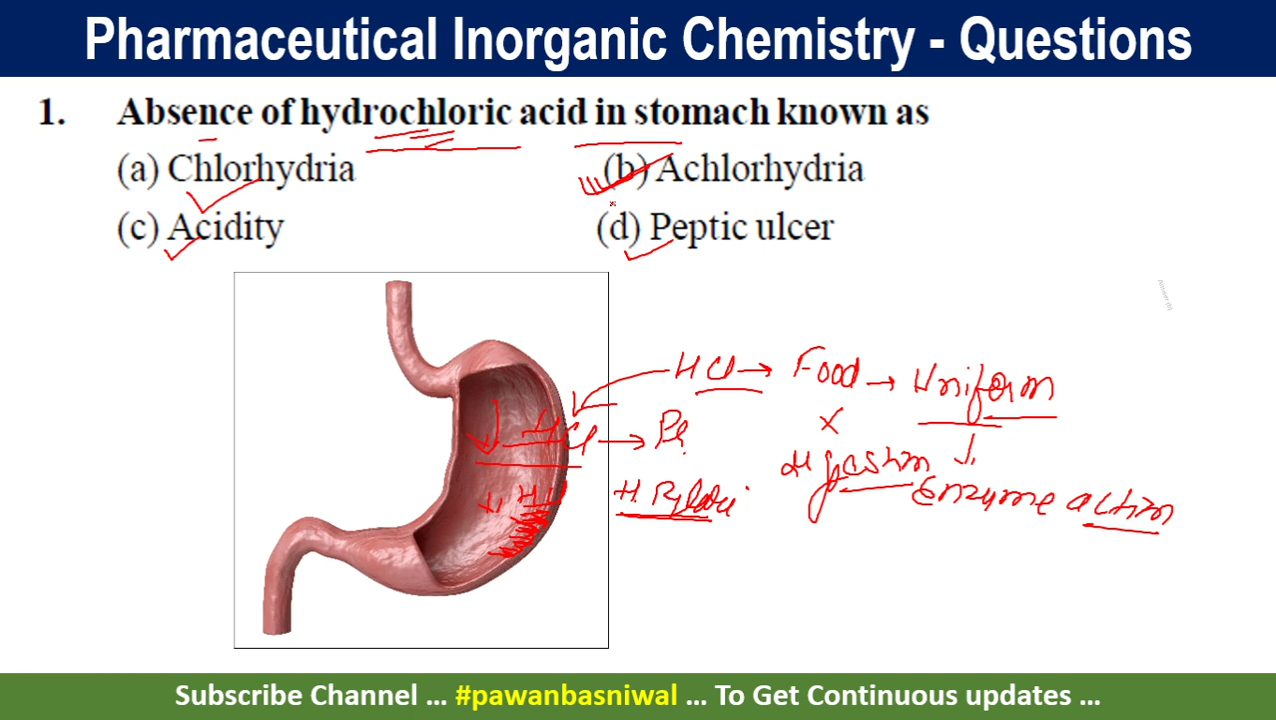 Pharmaceutical Inorganic Chemistry - Questions
1. Absence of hydrochloric acid in stomach known as
(a) Chlorhydria (b) Achlorhydria
(c) Acidity (d) Peptic ulcer
HCl → Food → Uniform
HCl →
H. Pylori
Enzyme action
Answer (b)
Subscribe Channel ... #pawanbasniwal ... To Get Continuous updates ...